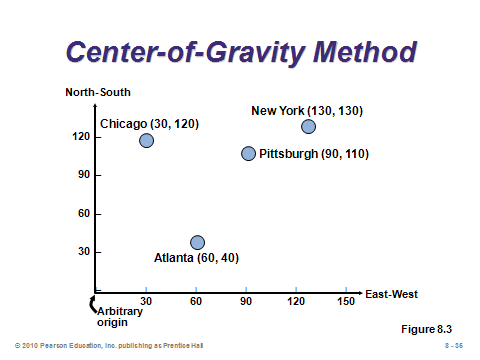 Center-of-Gravity Method
North-South
New York (130, 130)
Chicago (30, 120)
120
Pittsburgh (90, 110)
90
60
30
Atlanta (60, 40)
East-West
30 60 90 120 150
Arbitrary
origin
Figure 8.3
© 2010 Pearson Education, Inc. publishing as Prentice Hall
8 - 35